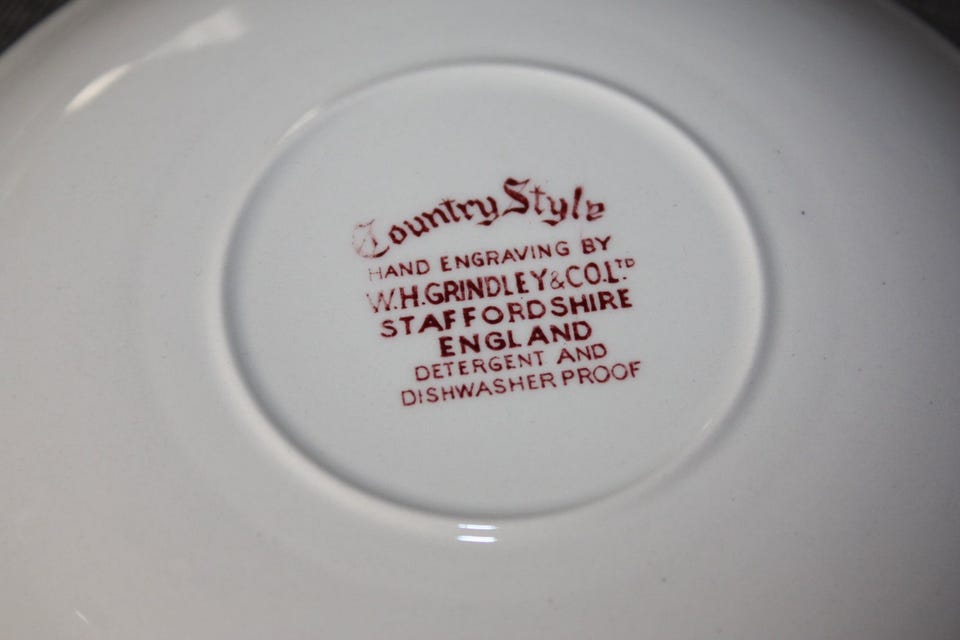 Country Style
HAND ENGRAVING BY
W.H.GRINDLEY&CO.LTD
STAFFORDSHIRE
ENGLAND
DETERGENT AND
DISHWASHER PROOF